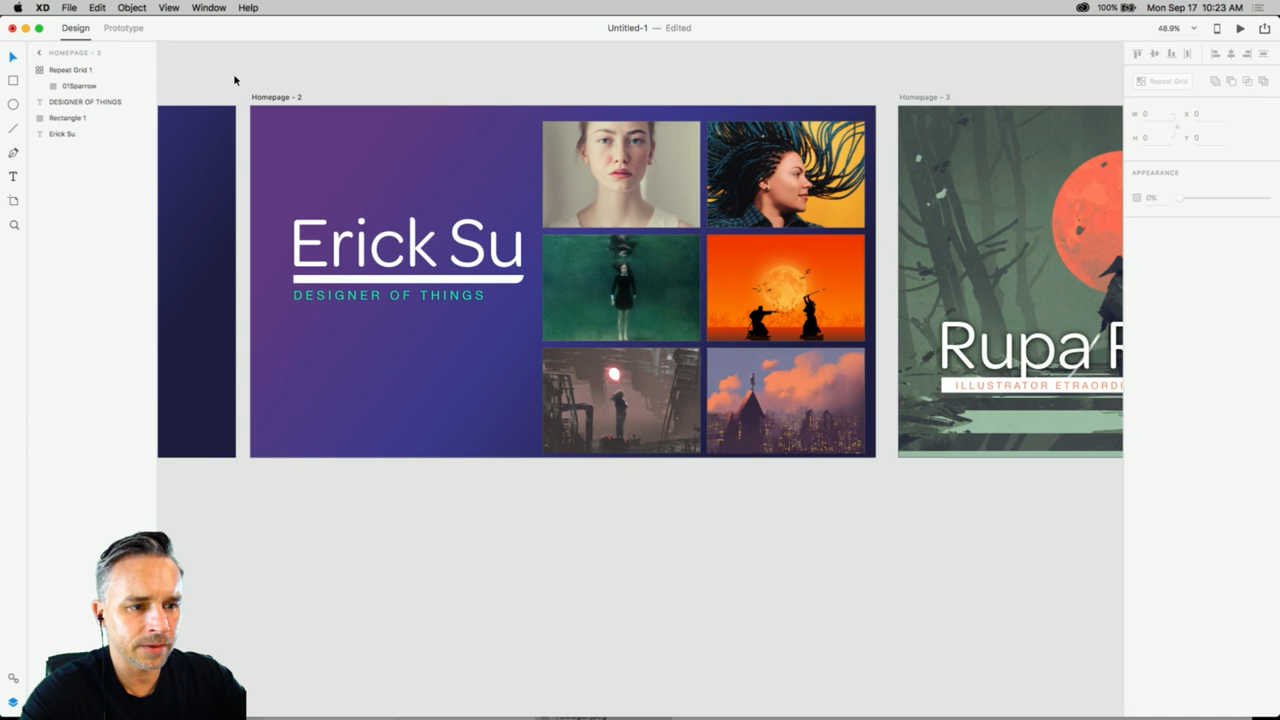 XD File Edit Object View Window Help
100% Mon Sep 17 10:23 AM
Design Prototype
Untitled-1 — Edited
48.9%
HOMEPAGE - 2
Repeat Grid 1
01Sparrow
DESIGNER OF THINGS
Rectangle 1
Erick Su
Homepage - 2
Homepage - 3
Erick Su
DESIGNER OF THINGS
Rupa
ILLUSTRATOR ETRAORDI
Repeat Grid
W 0 X 0
H 0 Y 0
APPEARANCE
0%